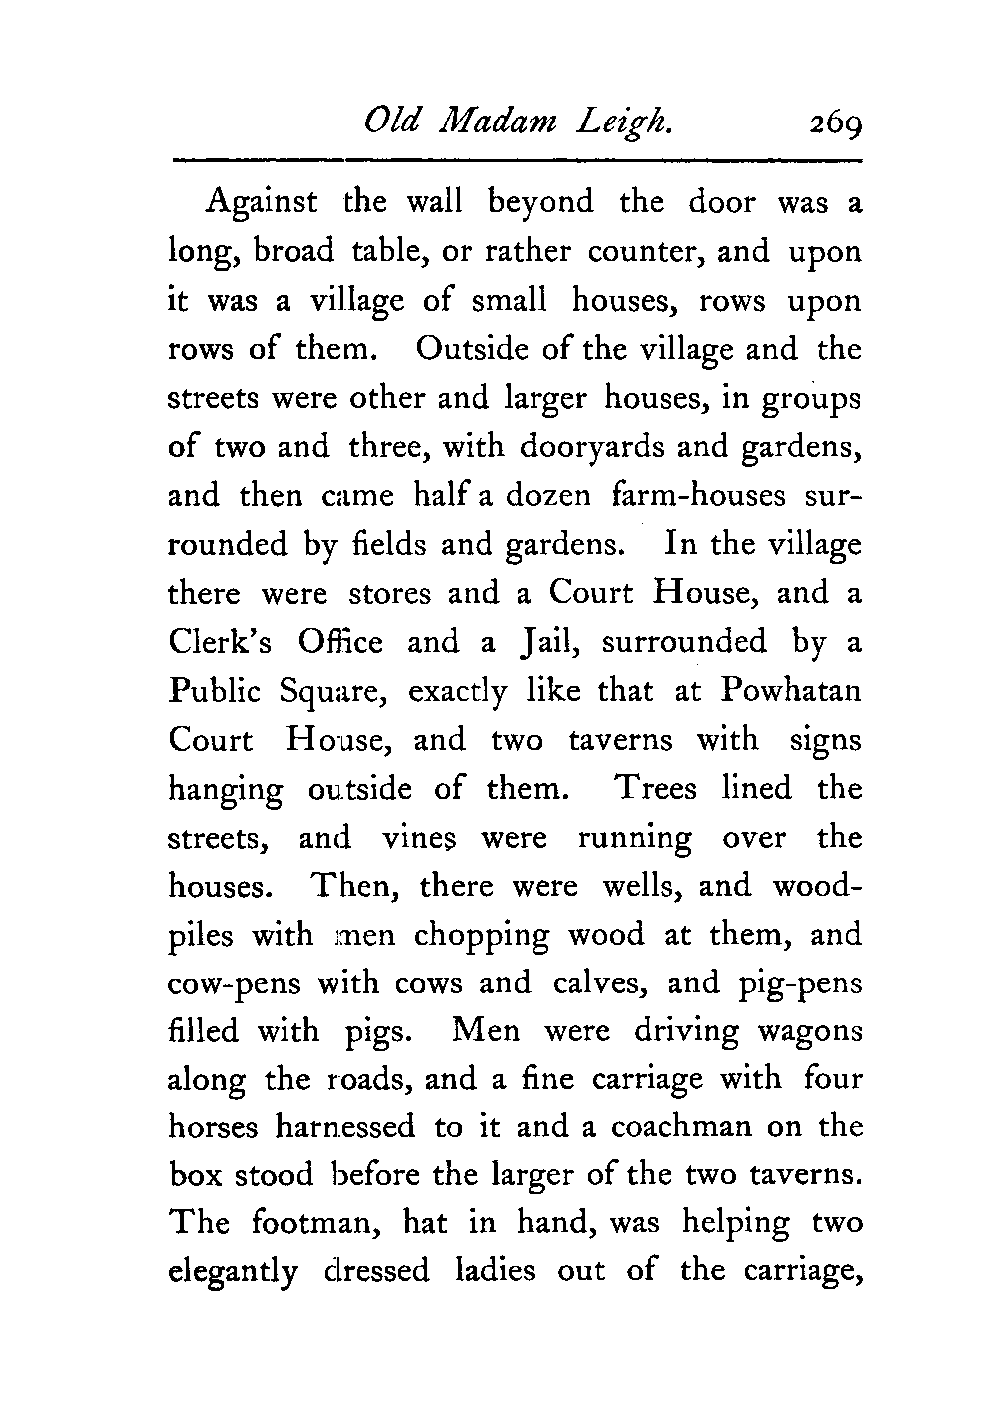 Old Madam Leigh. 269
Against the wall beyond the door was a
long, broad table, or rather counter, and upon
it was a village of small houses, rows upon
rows of them. Outside of the village and the
streets were other and larger houses, in groups
of two and three, with dooryards and gardens,
and then came half a dozen farm-houses sur-
rounded by fields and gardens. In the village
there were stores and a Court House, and a
Clerk's Office and a Jail, surrounded by a
Public Square, exactly like that at Powhatan
Court House, and two taverns with signs
hanging outside of them. Trees lined the
streets, and vines were running over the
houses. Then, there were wells, and wood-
piles with men chopping wood at them, and
cow-pens with cows and calves, and pig-pens
filled with pigs. Men were driving wagons
along the roads, and a fine carriage with four
horses harnessed to it and a coachman on the
box stood before the larger of the two taverns.
The footman, hat in hand, was helping two
elegantly dressed ladies out of the carriage,